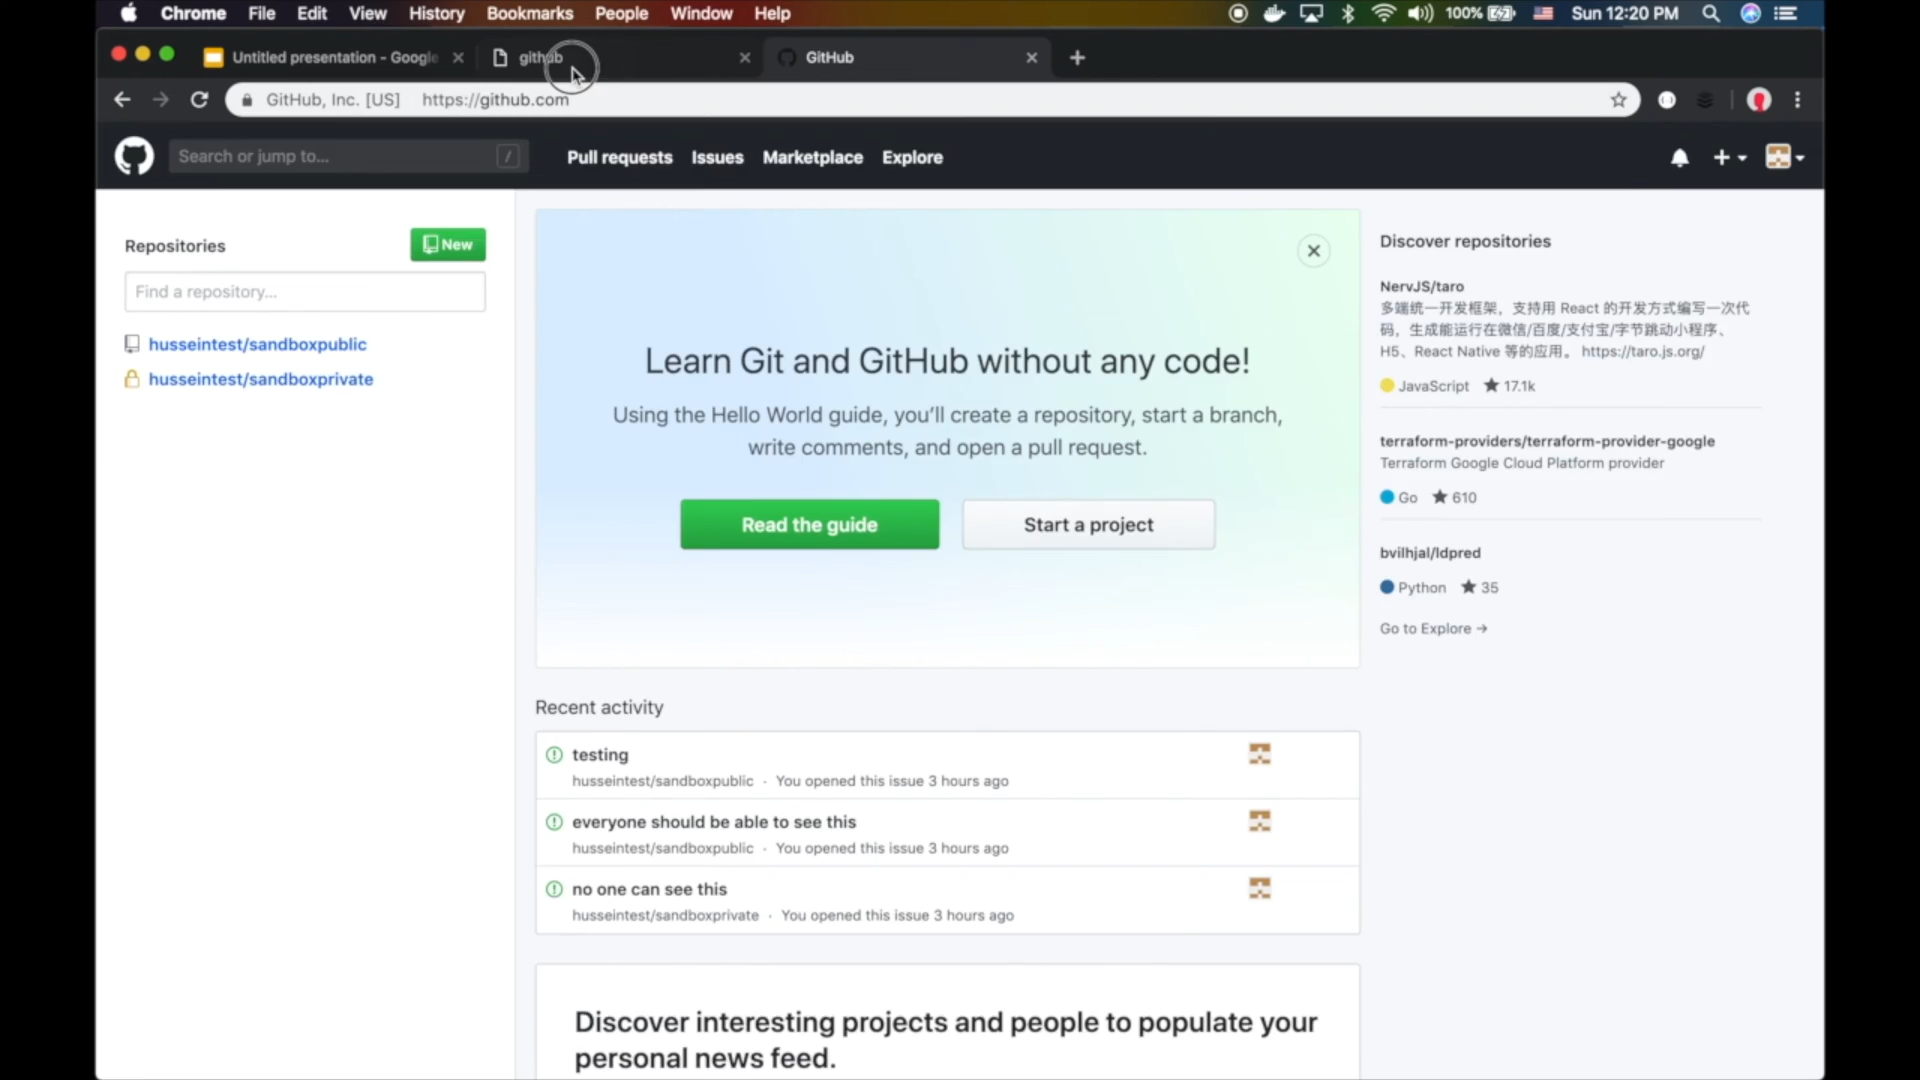 Chrome File Edit View History Bookmarks People Window Help 100% Sun 12:20 PM
Untitled presentation - Google github GitHub
GitHub, Inc. [US] https://github.com
Search or jump to... / Pull requests Issues Marketplace Explore
Repositories New
Find a repository...
husseintest/sandboxpublic
husseintest/sandboxprivate
Learn Git and GitHub without any code!
Using the Hello World guide, you’ll create a repository, start a branch,
write comments, and open a pull request.
Read the guide Start a project
Recent activity
testing
husseintest/sandboxpublic · You opened this issue 3 hours ago
everyone should be able to see this
husseintest/sandboxpublic · You opened this issue 3 hours ago
no one can see this
husseintest/sandboxprivate · You opened this issue 3 hours ago
Discover interesting projects and people to populate your
personal news feed.
Discover repositories
NervJS/taro
多端统一开发框架，支持用 React 的开发方式编写一次代
码，生成能运行在微信/百度/支付宝/字节跳动小程序、
H5、React Native 等的应用。 https://taro.js.org/
JavaScript 17.1k
terraform-providers/terraform-provider-google
Terraform Google Cloud Platform provider
Go 610
bvilhjal/ldpred
Python 35
Go to Explore →